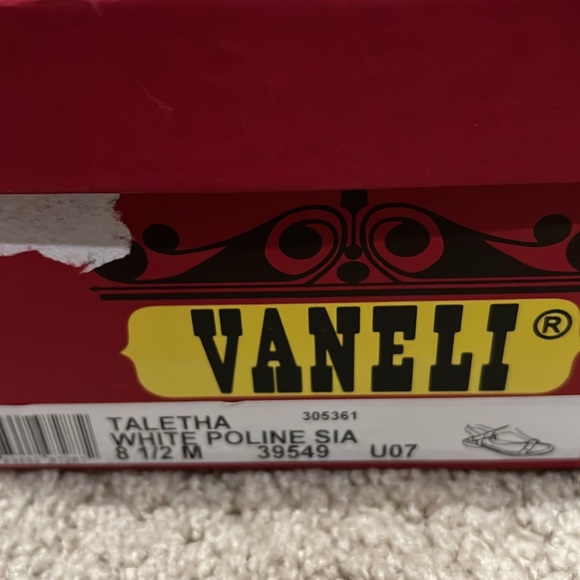 VANELI ®
TALETHA 305361
WHITE POLINE SIA
8 1/2 M 39549 U07